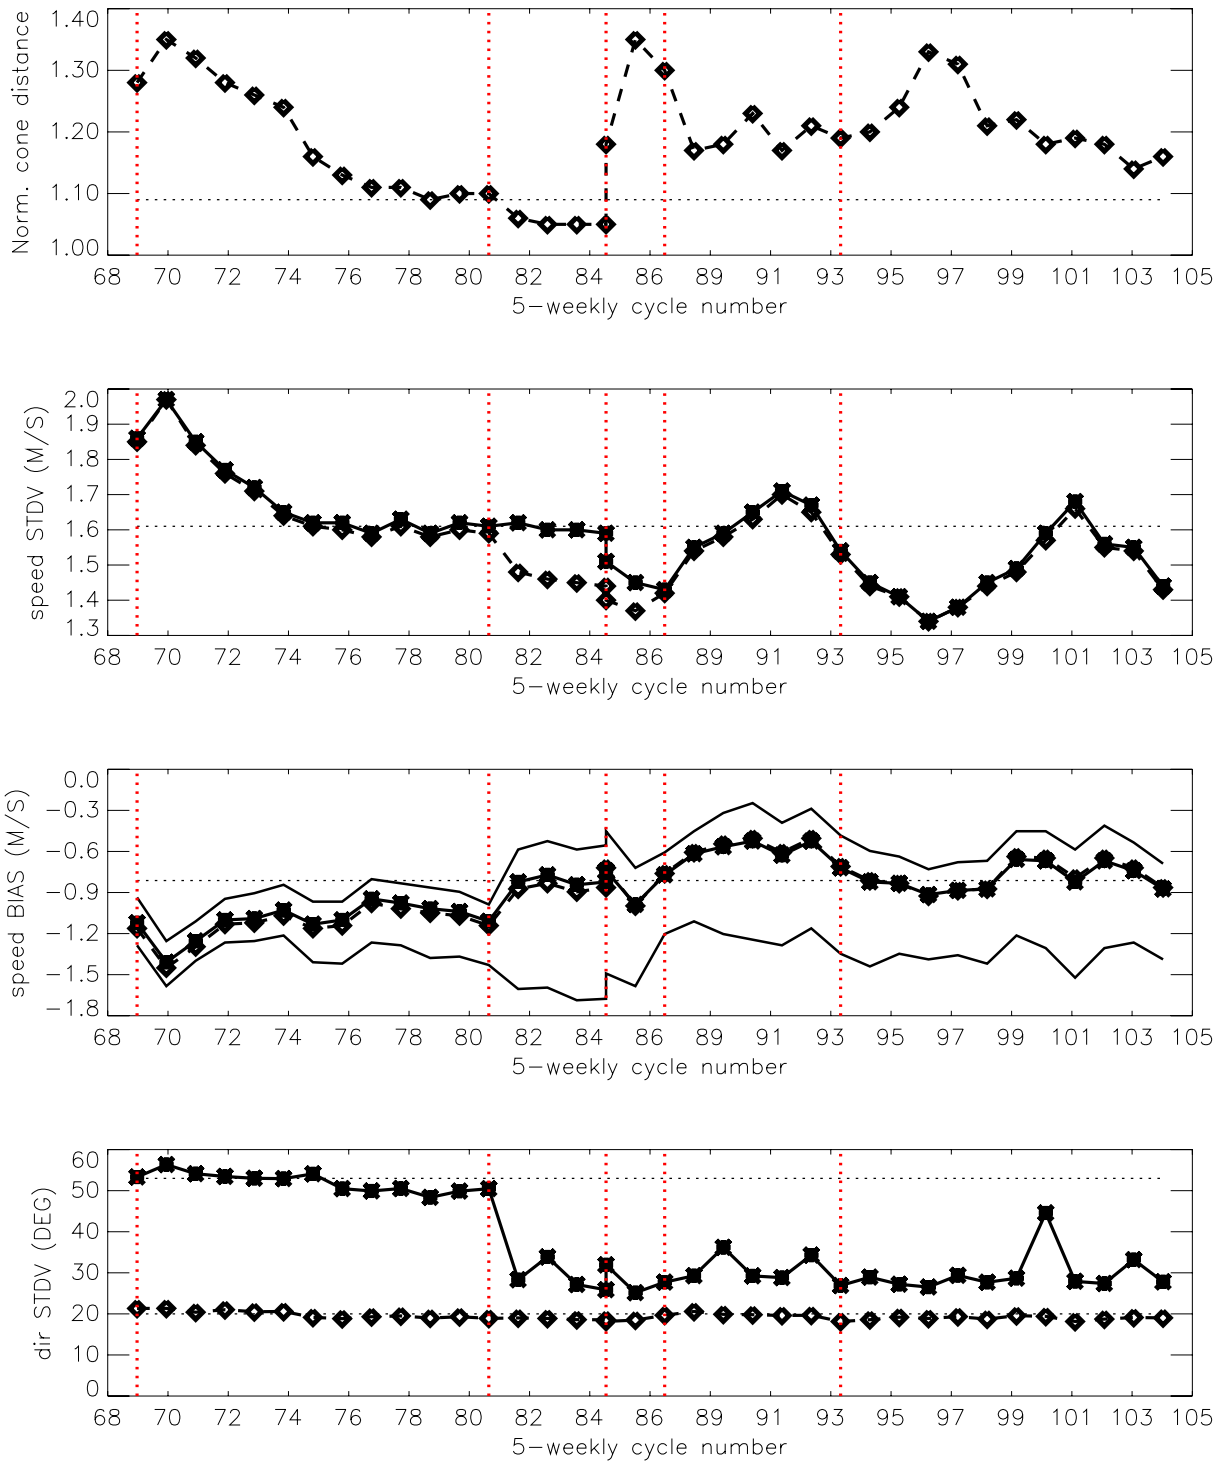 Norm. cone distance
1.40
1.30
1.20
1.10
1.00
68 70 72 74 76 78 80 82 84 86 89 91 93 95 97 99 101 103 105
5-weekly cycle number
speed STDV (M/S)
2.0
1.9
1.8
1.7
1.6
1.5
1.4
1.3
68 70 72 74 76 78 80 82 84 86 89 91 93 95 97 99 101 103 105
5-weekly cycle number
speed BIAS (M/S)
0.0
-0.3
-0.6
-0.9
-1.2
-1.5
-1.8
68 70 72 74 76 78 80 82 84 86 89 91 93 95 97 99 101 103 105
5-weekly cycle number
dir STDV (DEG)
60
50
40
30
20
10
0
68 70 72 74 76 78 80 82 84 86 89 91 93 95 97 99 101 103 105
5-weekly cycle number